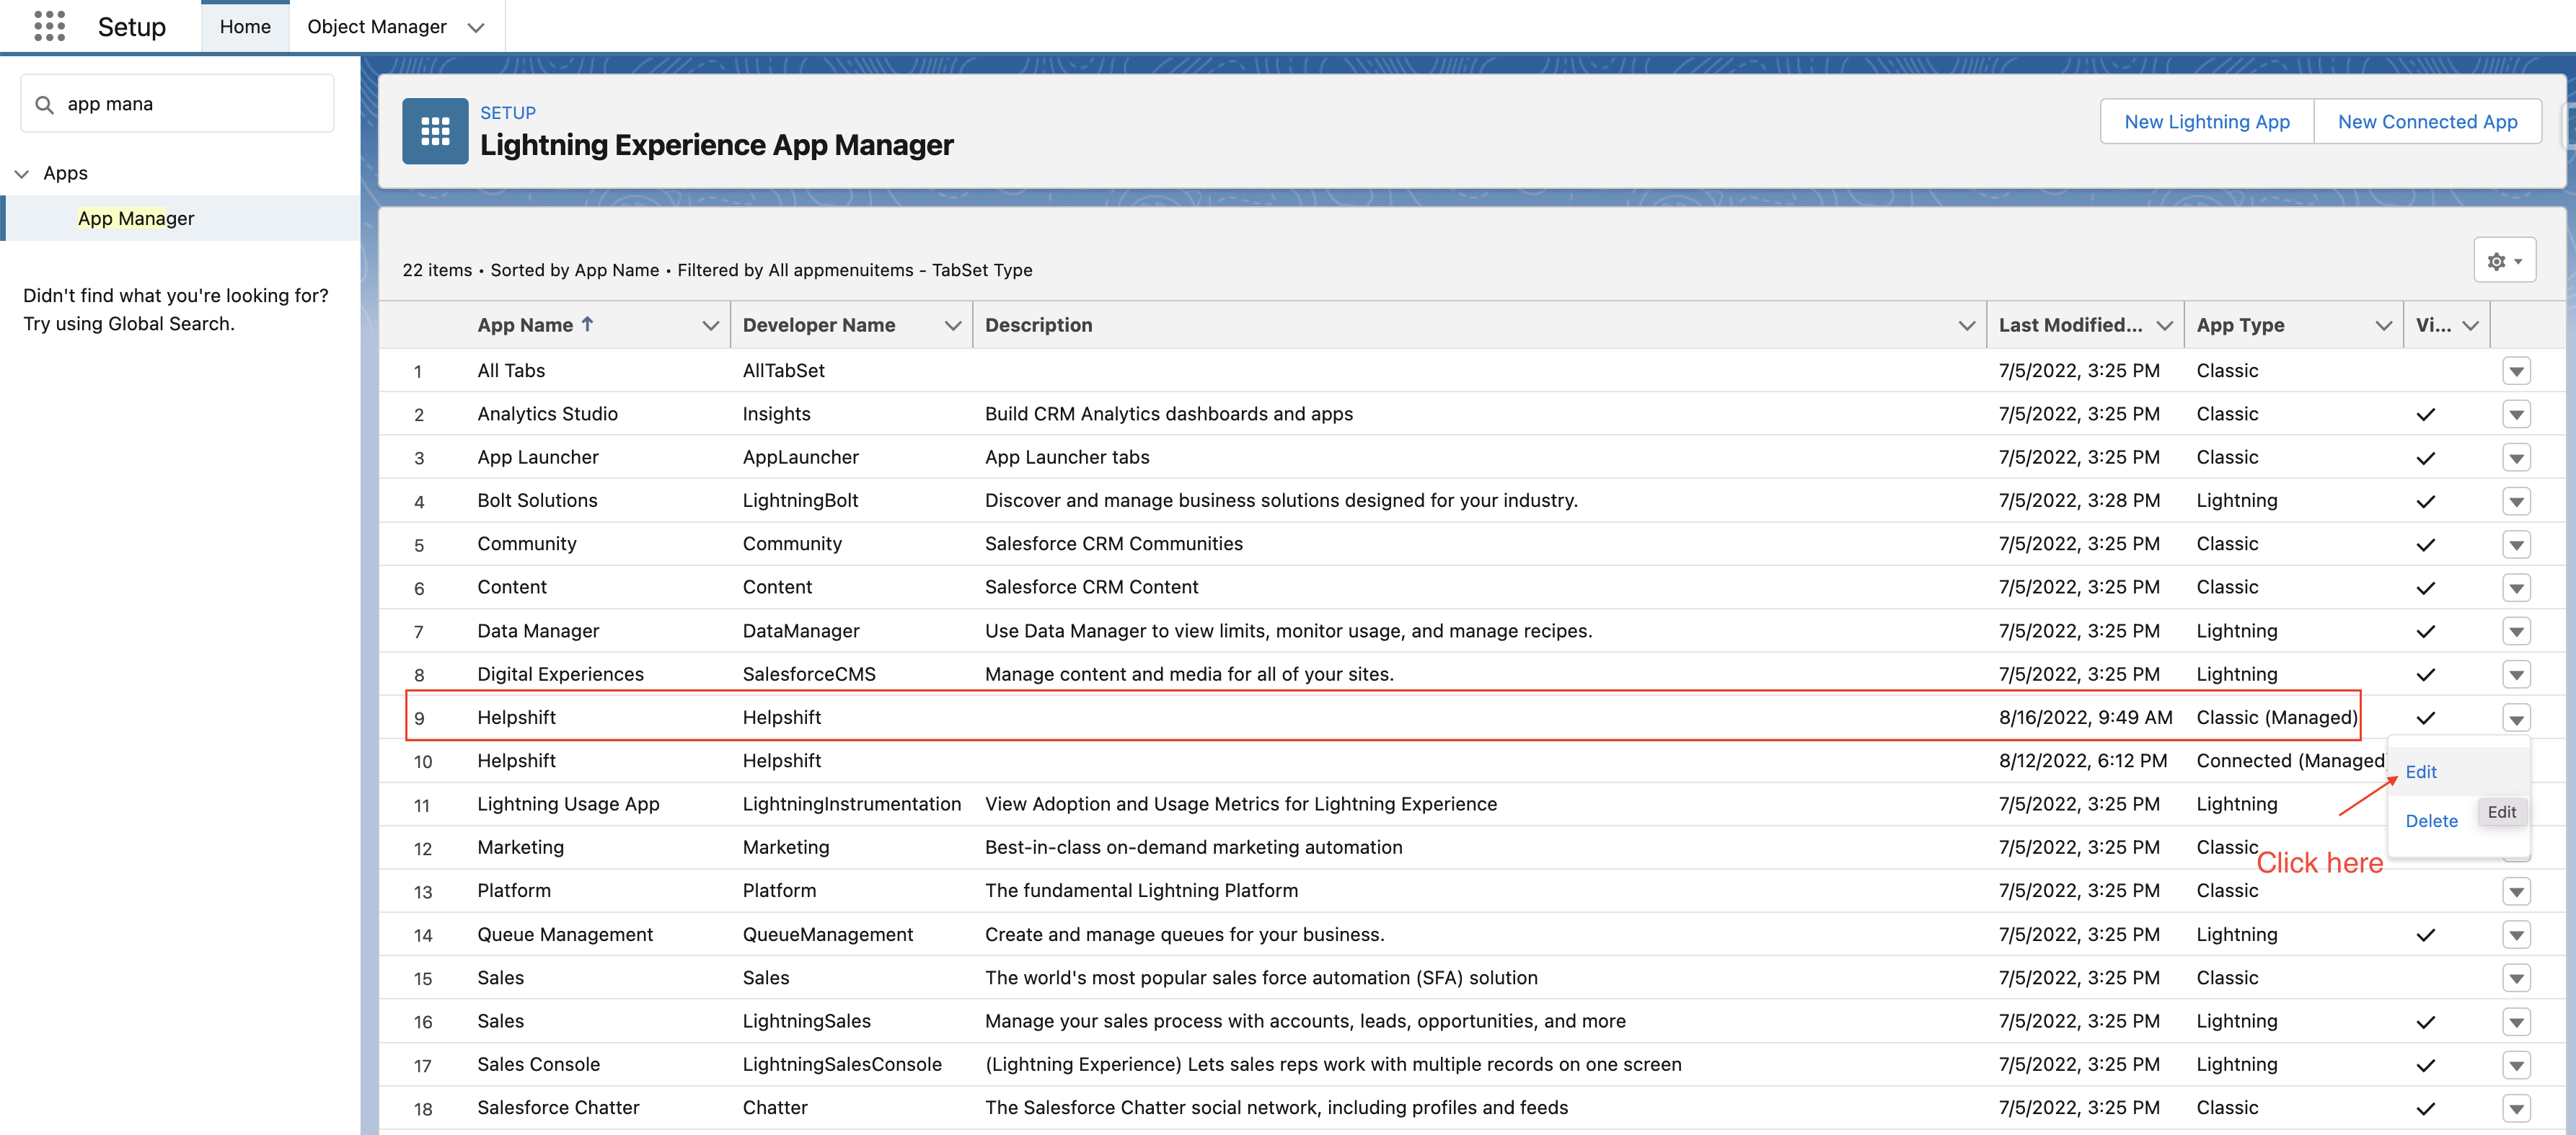 Setup Home Object Manager
app mana
Apps
App Manager
Didn't find what you're looking for?
Try using Global Search.
SETUP
Lightning Experience App Manager
New Lightning App New Connected App
22 items • Sorted by App Name • Filtered by All appmenuitems - TabSet Type
App Name Developer Name Description Last Modified... App Type Vi...
1 All Tabs AllTabSet 7/5/2022, 3:25 PM Classic
2 Analytics Studio Insights Build CRM Analytics dashboards and apps 7/5/2022, 3:25 PM Classic
3 App Launcher AppLauncher App Launcher tabs 7/5/2022, 3:25 PM Classic
4 Bolt Solutions LightningBolt Discover and manage business solutions designed for your industry. 7/5/2022, 3:28 PM Lightning
5 Community Community Salesforce CRM Communities 7/5/2022, 3:25 PM Classic
6 Content Content Salesforce CRM Content 7/5/2022, 3:25 PM Classic
7 Data Manager DataManager Use Data Manager to view limits, monitor usage, and manage recipes. 7/5/2022, 3:25 PM Lightning
8 Digital Experiences SalesforceCMS Manage content and media for all of your sites. 7/5/2022, 3:25 PM Lightning
9 Helpshift Helpshift 8/16/2022, 9:49 AM Classic (Managed)
10 Helpshift Helpshift 8/12/2022, 6:12 PM Connected (Managed
Edit
11 Lightning Usage App LightningInstrumentation View Adoption and Usage Metrics for Lightning Experience 7/5/2022, 3:25 PM Lightning
Edit
Delete
12 Marketing Marketing Best-in-class on-demand marketing automation 7/5/2022, 3:25 PM Classic
Click here
13 Platform Platform The fundamental Lightning Platform 7/5/2022, 3:25 PM Classic
14 Queue Management QueueManagement Create and manage queues for your business. 7/5/2022, 3:25 PM Lightning
15 Sales Sales The world's most popular sales force automation (SFA) solution 7/5/2022, 3:25 PM Classic
16 Sales LightningSales Manage your sales process with accounts, leads, opportunities, and more 7/5/2022, 3:25 PM Lightning
17 Sales Console LightningSalesConsole (Lightning Experience) Lets sales reps work with multiple records on one screen 7/5/2022, 3:25 PM Lightning
18 Salesforce Chatter Chatter The Salesforce Chatter social network, including profiles and feeds 7/5/2022, 3:25 PM Classic